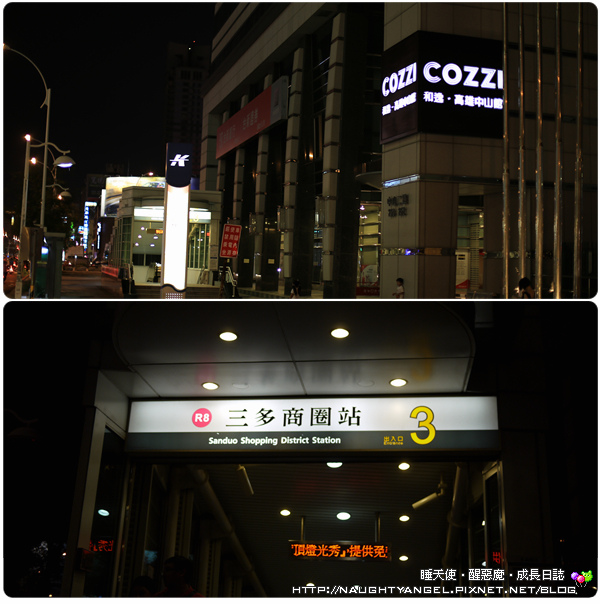 COZZI
COZZI
和逸・高雄中山館
R8 三多商圈站 3
Sanduo Shopping District Station
出入口
頂燈光秀 提供免
睡天使・醒惡魔・成長日誌
HTTP://NAUGHTYANGEL.PIXNET.NET/BLOG